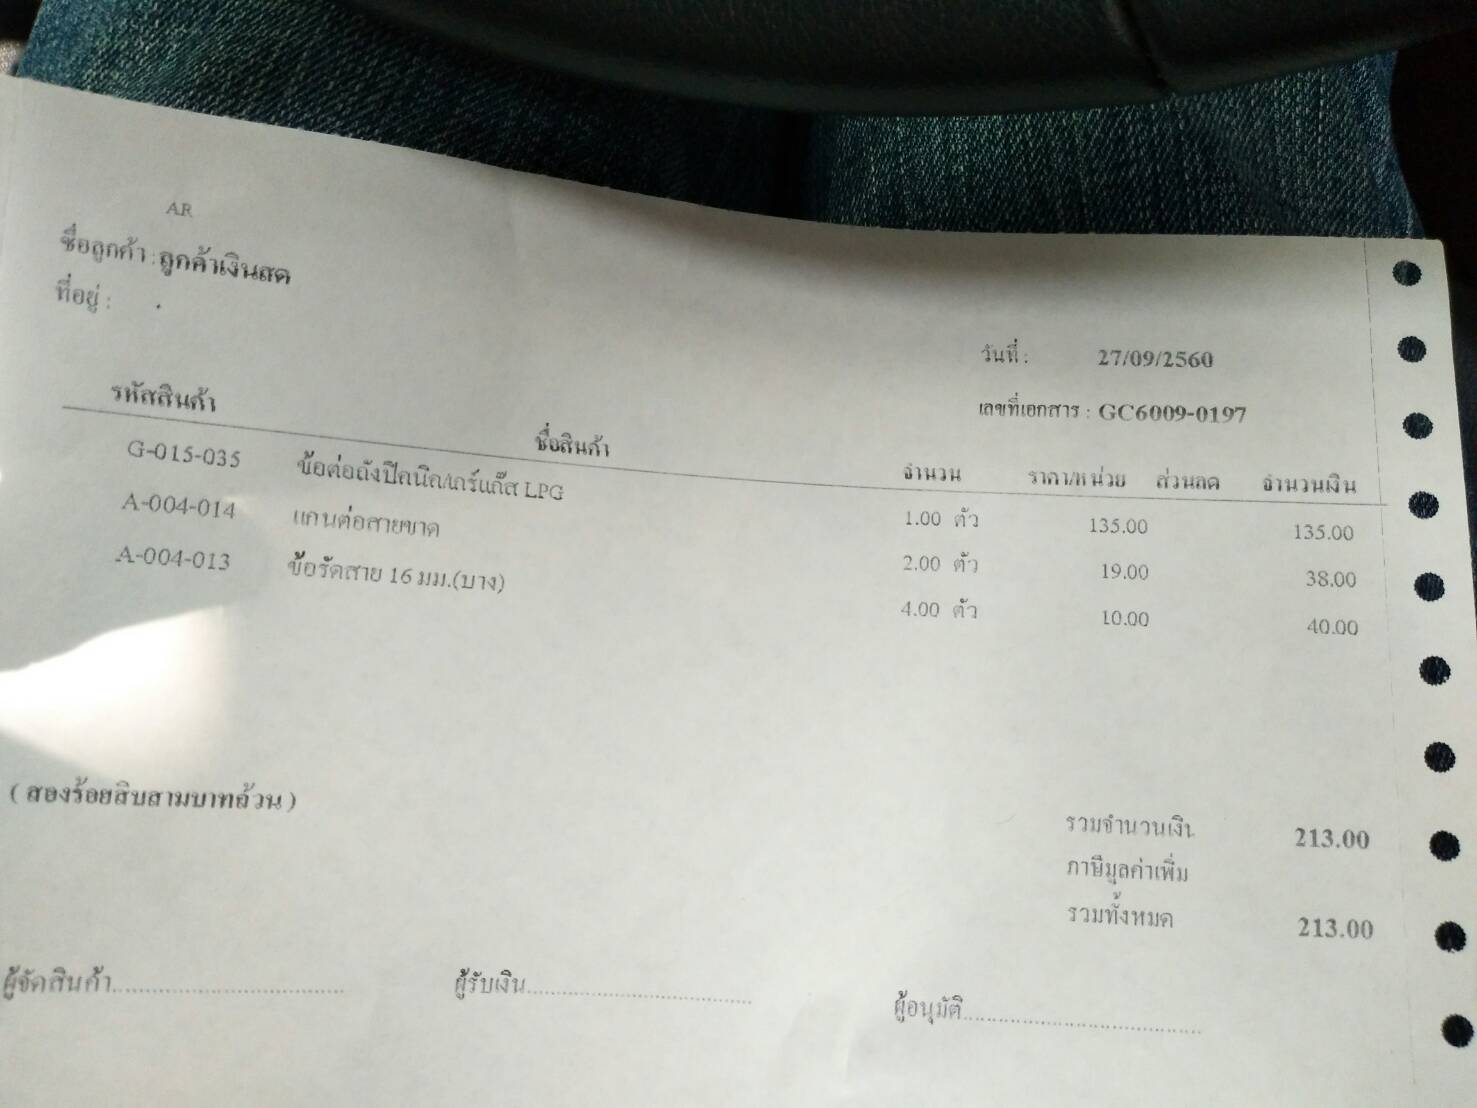 AR
ชื่อลูกค้า : ลูกค้าเงินสด
ที่อยู่ : .
วันที่ : 27/09/2560
เลขที่เอกสาร : GC6009-0197
รหัสสินค้า ชื่อสินค้า จำนวน ราคา/หน่วย ส่วนลด จำนวนเงิน
G-015-035 ข้อต่อถังปิคนิค/เกร์แก๊ส LPG 1.00 ตัว 135.00 135.00
A-004-014 แกนต่อสายขาด 2.00 ตัว 19.00 38.00
A-004-013 ข้อรัดสาย 16 มม.(บาง) 4.00 ตัว 10.00 40.00
( สองร้อยสิบสามบาทถ้วน )
รวมจำนวนเงิน 213.00
ภาษีมูลค่าเพิ่ม
รวมทั้งหมด 213.00
ผู้จัดสินค้า.................................... ผู้รับเงิน.................................... ผู้อนุมัติ....................................